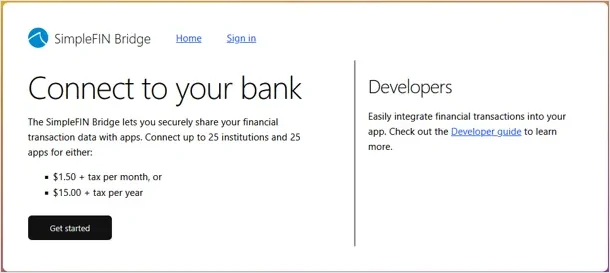 SimpleFIN Bridge Home Sign in
Connect to your bank
The SimpleFIN Bridge lets you securely share your financial
transaction data with apps. Connect up to 25 institutions and 25
apps for either:
▪ $1.50 + tax per month, or
▪ $15.00 + tax per year
Get started
Developers
Easily integrate financial transactions into your
app. Check out the Developer guide to learn
more.